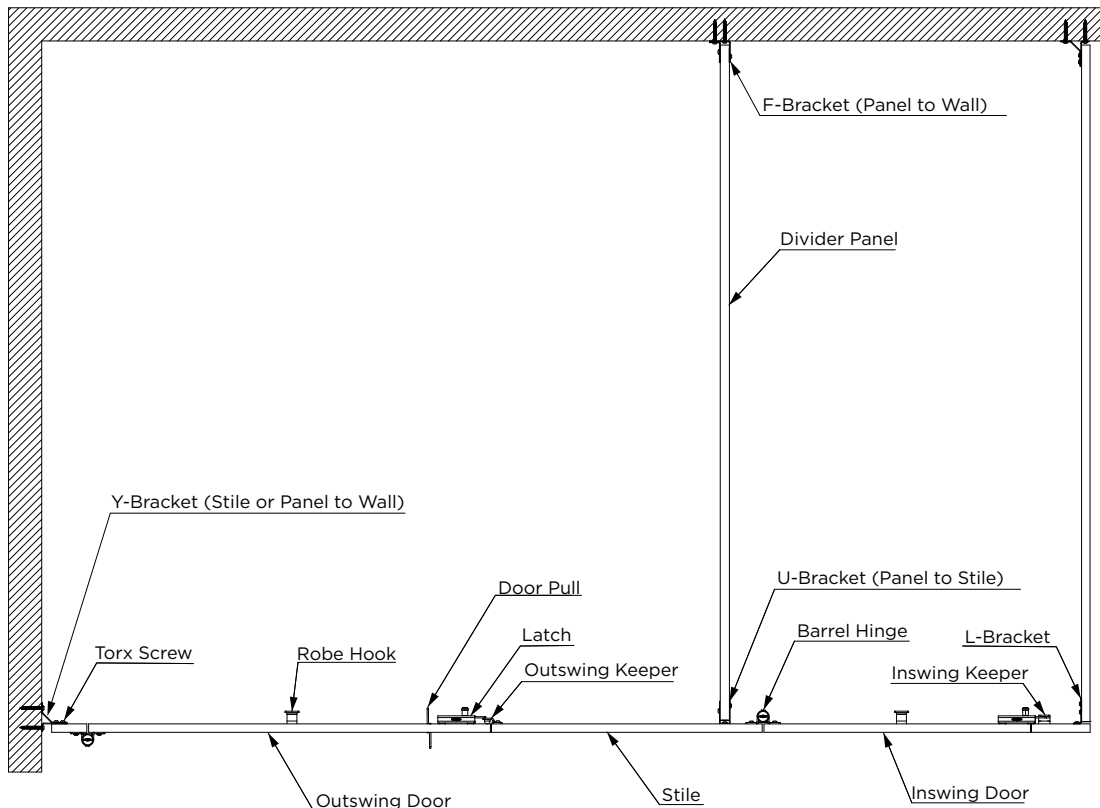 F-Bracket (Panel to Wall)
Divider Panel
Y-Bracket (Stile or Panel to Wall)
U-Bracket (Panel to Stile)
Door Pull
Barrel Hinge
L-Bracket
Latch
Torx Screw
Robe Hook
Outswing Keeper
Inswing Keeper
Outswing Door
Stile
Inswing Door